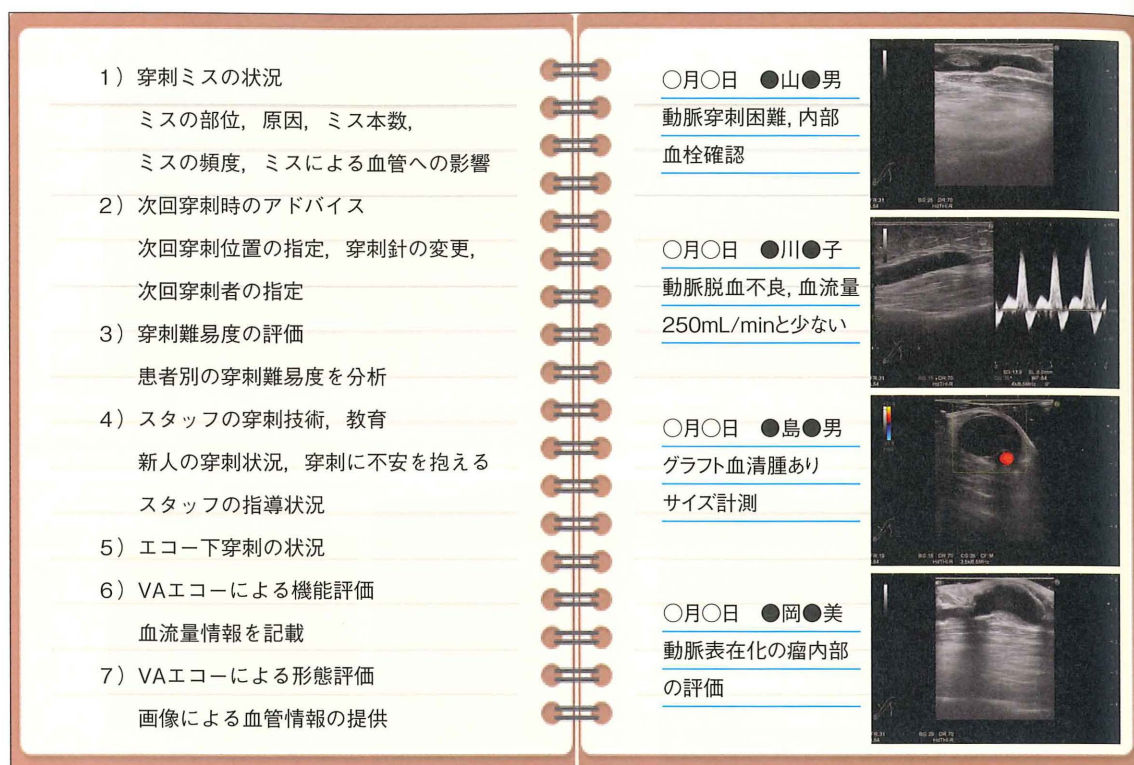 1）穿刺ミスの状況
ミスの部位，原因，ミス本数，
ミスの頻度，ミスによる血管への影響
2）次回穿刺時のアドバイス
次回穿刺位置の指定，穿刺針の変更，
次回穿刺者の指定
3）穿刺難易度の評価
患者別の穿刺難易度を分析
4）スタッフの穿刺技術，教育
新人の穿刺状況，穿刺に不安を抱える
スタッフの指導状況
5）エコー下穿刺の状況
6）VAエコーによる機能評価
血流量情報を記載
7）VAエコーによる形態評価
画像による血管情報の提供
○月○日　●山●男
動脈穿刺困難，内部
血栓確認
○月○日　●川●子
動脈脱血不良，血流量
250mL/minと少ない
○月○日　●島●男
グラフト血清腫あり
サイズ計測
○月○日　●岡●美
動脈表在化の瘤内部
の評価